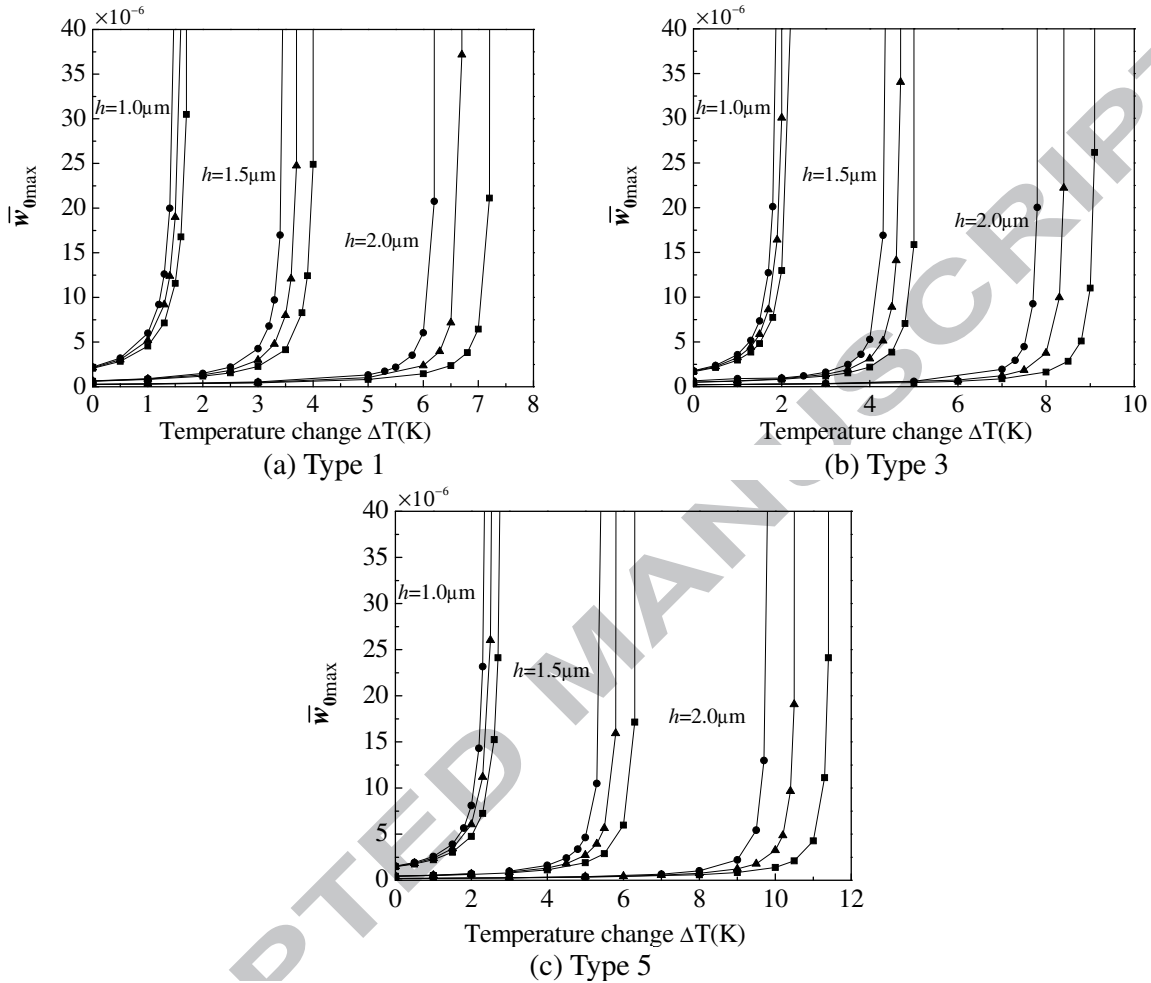 ×10⁻⁶
40
35
30
25
20
15
10
5
0
w̅₀max
h=1.0µm
h=1.5µm
h=2.0µm
0 1 2 3 4 5 6 7 8
Temperature change ΔT(K)
(a) Type 1
×10⁻⁶
40
35
30
25
20
15
10
5
0
w̅₀max
h=1.0µm
h=1.5µm
h=2.0µm
0 2 4 6 8 10
Temperature change ΔT(K)
(b) Type 3
×10⁻⁶
40
35
30
25
20
15
10
5
0
w̅₀max
h=1.0µm
h=1.5µm
h=2.0µm
0 2 4 6 8 10 12
Temperature change ΔT(K)
(c) Type 5
PTED MANUSCRIPT